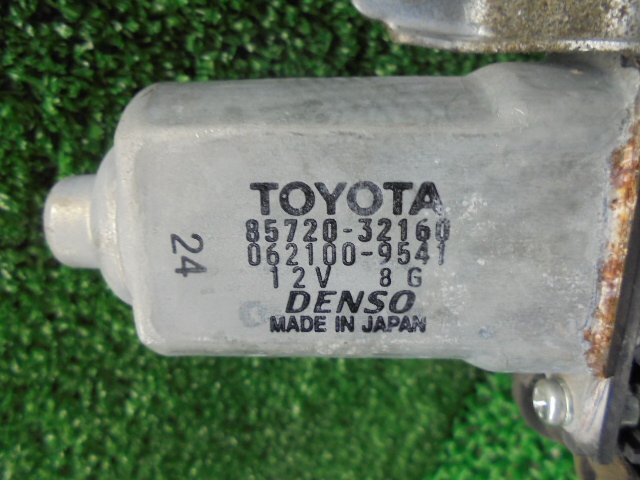 TOYOTA
85720-32160
062100-9541
12V 8G
DENSO
MADE IN JAPAN
24